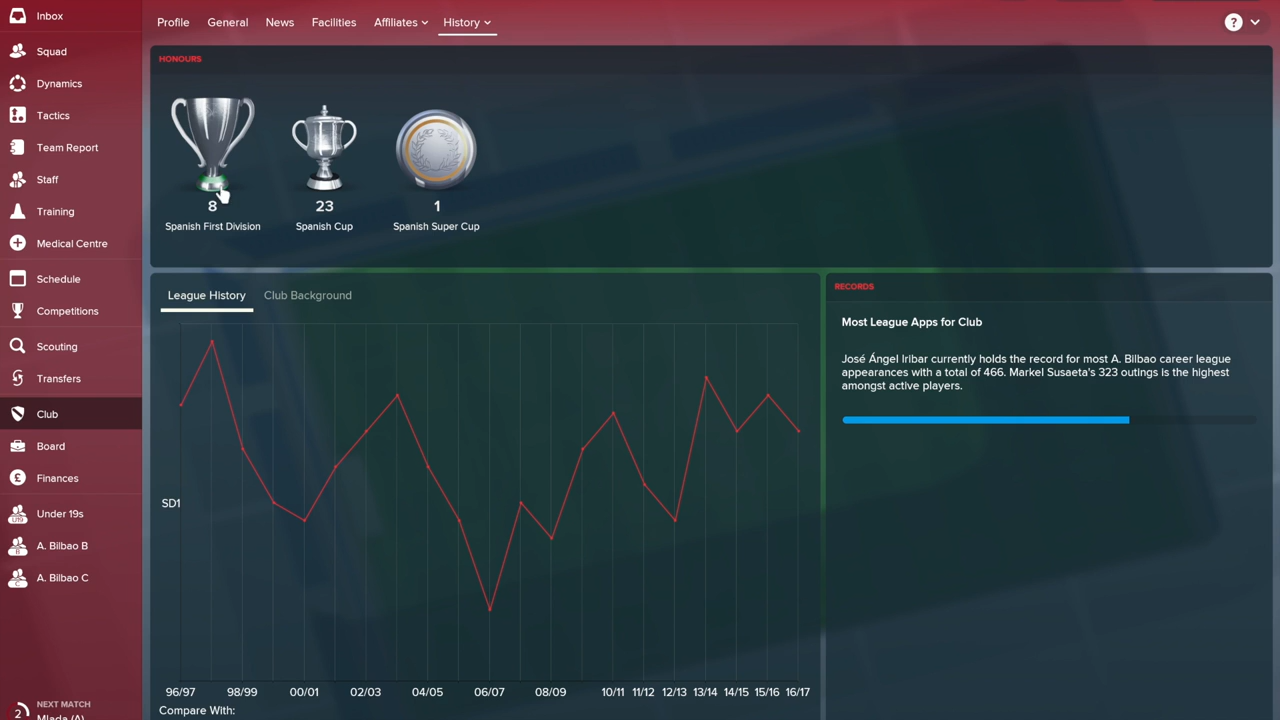 Inbox
Squad
Dynamics
Tactics
Team Report
Staff
Training
Medical Centre
Schedule
Competitions
Scouting
Transfers
Club
Board
Finances
U19
Under 19s
B
A. Bilbao B
C
A. Bilbao C
2
NEXT MATCH
Mlada (A)
Profile
General
News
Facilities
Affiliates
History
?
HONOURS
8
Spanish First Division
23
Spanish Cup
1
Spanish Super Cup
League History
Club Background
SD1
96/97 98/99 00/01 02/03 04/05 06/07 08/09 10/11 11/12 12/13 13/14 14/15 15/16 16/17
Compare With:
RECORDS
Most League Apps for Club
José Ángel Iribar currently holds the record for most A. Bilbao career league
appearances with a total of 466. Markel Susaeta's 323 outings is the highest
amongst active players.